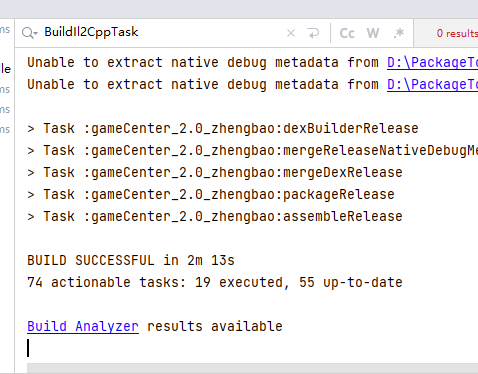 BuildIl2CppTask
Cc W .*
0 results
Unable to extract native debug metadata from D:\PackageTo
Unable to extract native debug metadata from D:\PackageTo
> Task :gameCenter_2.0_zhengbao:dexBuilderRelease
> Task :gameCenter_2.0_zhengbao:mergeReleaseNativeDebugMe
> Task :gameCenter_2.0_zhengbao:mergeDexRelease
> Task :gameCenter_2.0_zhengbao:packageRelease
> Task :gameCenter_2.0_zhengbao:assembleRelease
BUILD SUCCESSFUL in 2m 13s
74 actionable tasks: 19 executed, 55 up-to-date
Build Analyzer results available
le
ms
ms
ms